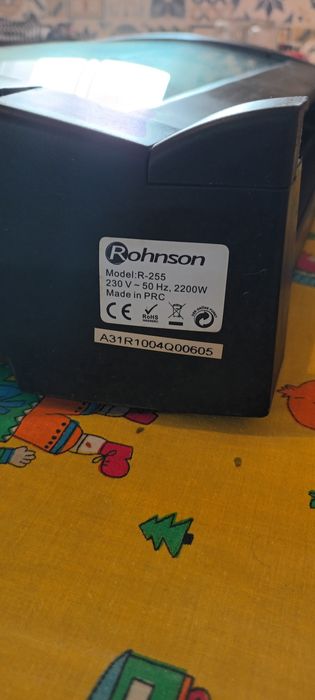 Rohnson
Model:R-255
230 V ~ 50 Hz, 2200W
Made in PRC
CE RoHS
A31R1004Q00605